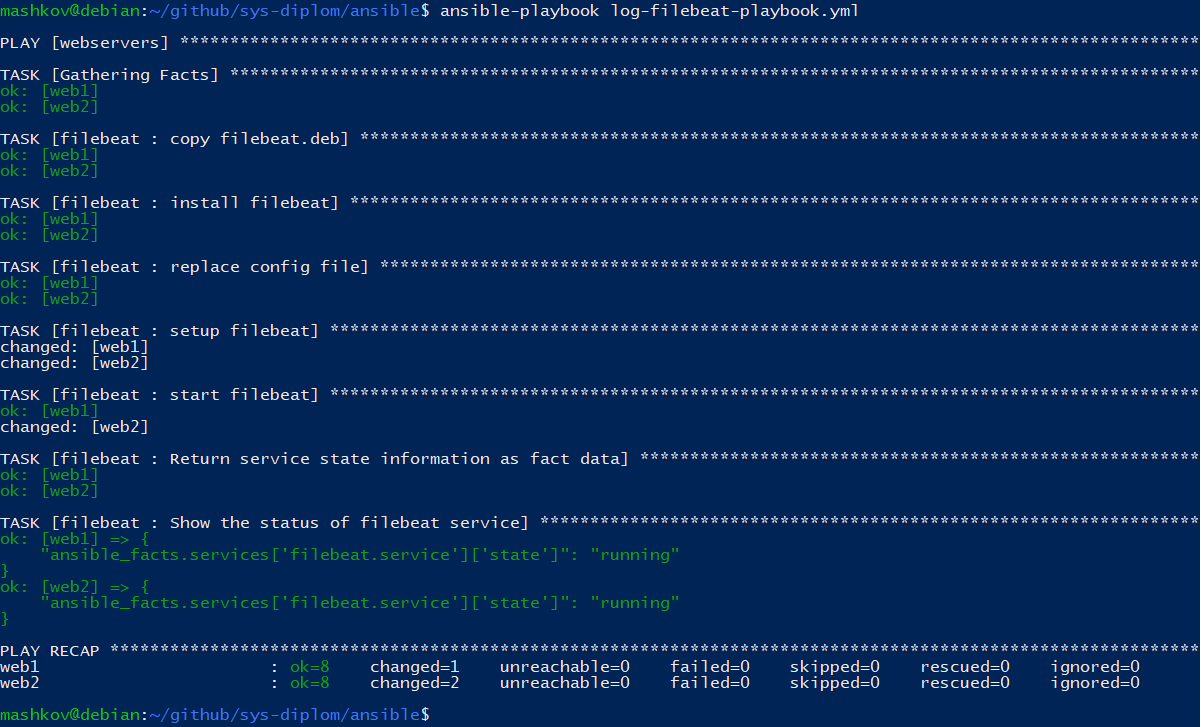 mashkov@debian:~/github/sys-diplom/ansible$ ansible-playbook log-filebeat-playbook.yml
PLAY [webservers] ******************************************************************************************************
TASK [Gathering Facts] *************************************************************************************************
ok: [web1]
ok: [web2]
TASK [filebeat : copy filebeat.deb] ************************************************************************************
ok: [web1]
ok: [web2]
TASK [filebeat : install filebeat] *************************************************************************************
ok: [web1]
ok: [web2]
TASK [filebeat : replace config file] **********************************************************************************
ok: [web1]
ok: [web2]
TASK [filebeat : setup filebeat] ***************************************************************************************
changed: [web1]
changed: [web2]
TASK [filebeat : start filebeat] ***************************************************************************************
ok: [web1]
changed: [web2]
TASK [filebeat : Return service state information as fact data] ********************************************************
ok: [web1]
ok: [web2]
TASK [filebeat : Show the status of filebeat service] ******************************************************************
ok: [web1] => {
    "ansible_facts.services['filebeat.service']['state']": "running"
}
ok: [web2] => {
    "ansible_facts.services['filebeat.service']['state']": "running"
}
PLAY RECAP *************************************************************************************************************
web1                       : ok=8    changed=1    unreachable=0    failed=0    skipped=0    rescued=0    ignored=0
web2                       : ok=8    changed=2    unreachable=0    failed=0    skipped=0    rescued=0    ignored=0
mashkov@debian:~/github/sys-diplom/ansible$